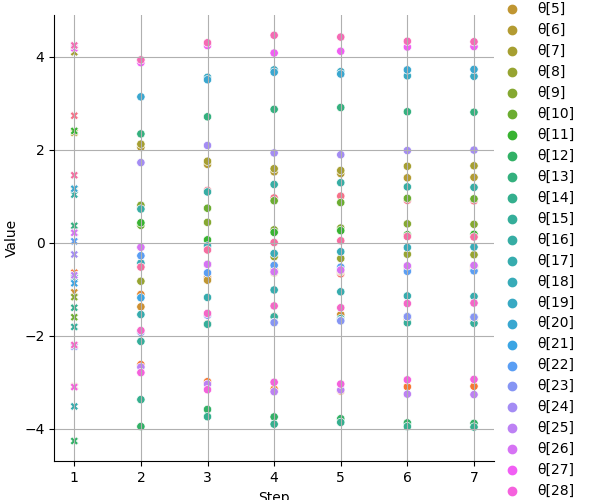 4
2
0
−2
−4
Value
1 2 3 4 5 6 7
Step
θ[5]
θ[6]
θ[7]
θ[8]
θ[9]
θ[10]
θ[11]
θ[12]
θ[13]
θ[14]
θ[15]
θ[16]
θ[17]
θ[18]
θ[19]
θ[20]
θ[21]
θ[22]
θ[23]
θ[24]
θ[25]
θ[26]
θ[27]
θ[28]